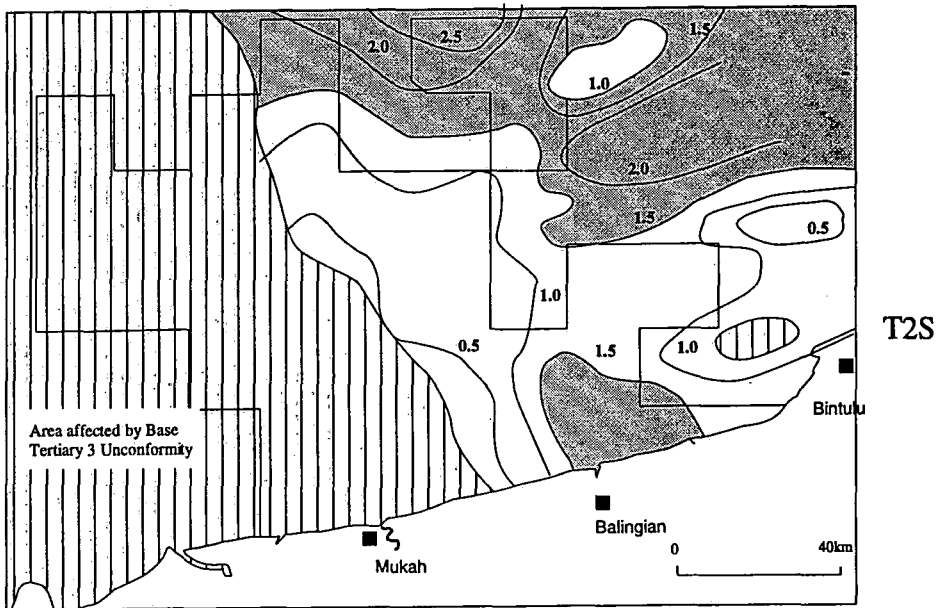 2.0
2.5
1.5
1.0
2.0
1.5
0.5
1.0
T2S
0.5
1.5
1.0
Bintulu
Area affected by Base
Tertiary 3 Unconformity
Balingian
Mukah
0
40km